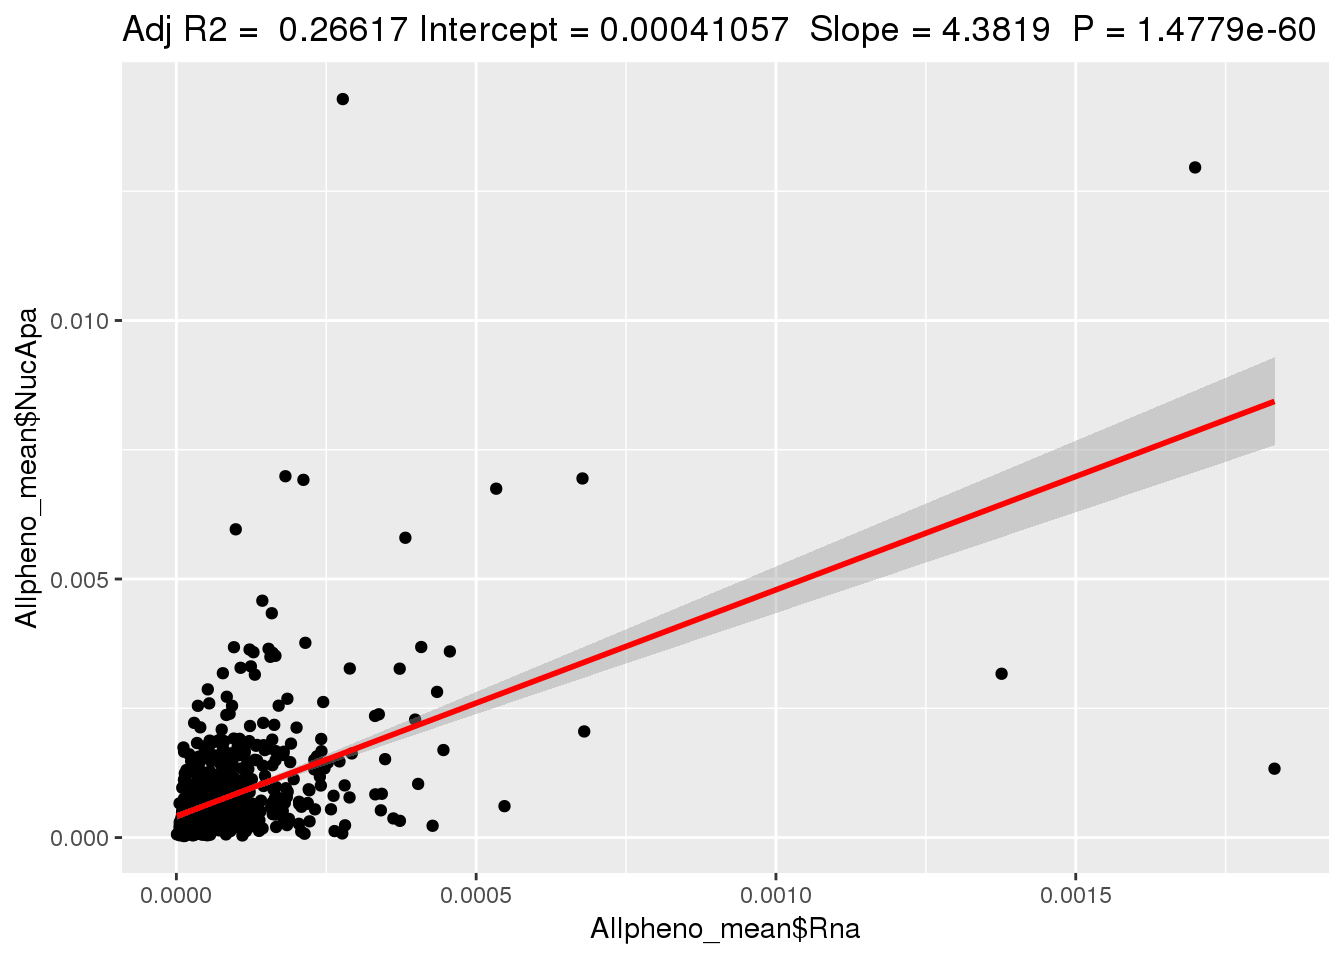 Adj R2 =  0.26617 Intercept = 0.00041057  Slope = 4.3819  P = 1.4779e-60
Allpheno_mean$NucApa
0.010
0.005
0.000
0.0000
0.0005
0.0010
0.0015
Allpheno_mean$Rna